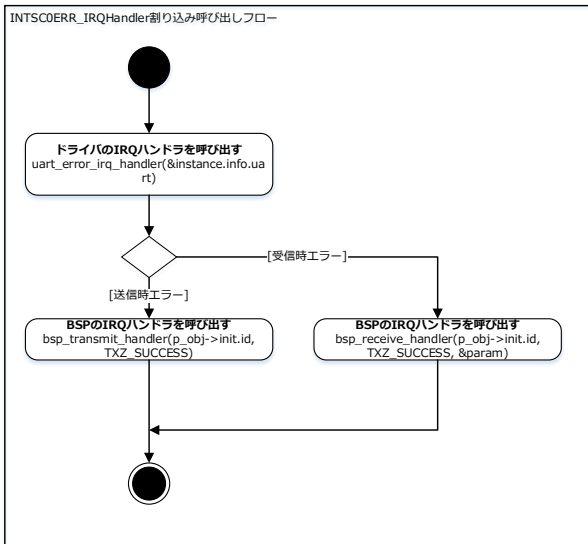 INTSC0ERR_IRQHandler割り込み呼び出しフロー
ドライバのIRQハンドラを呼び出す
uart_error_irq_handler(&instance.info.ua
rt)
[受信時エラー]
[送信時エラー]
BSPのIRQハンドラを呼び出す
bsp_transmit_handler(p_obj->init.id,
TXZ_SUCCESS)
BSPのIRQハンドラを呼び出す
bsp_receive_handler(p_obj->init.id,
TXZ_SUCCESS, &param)